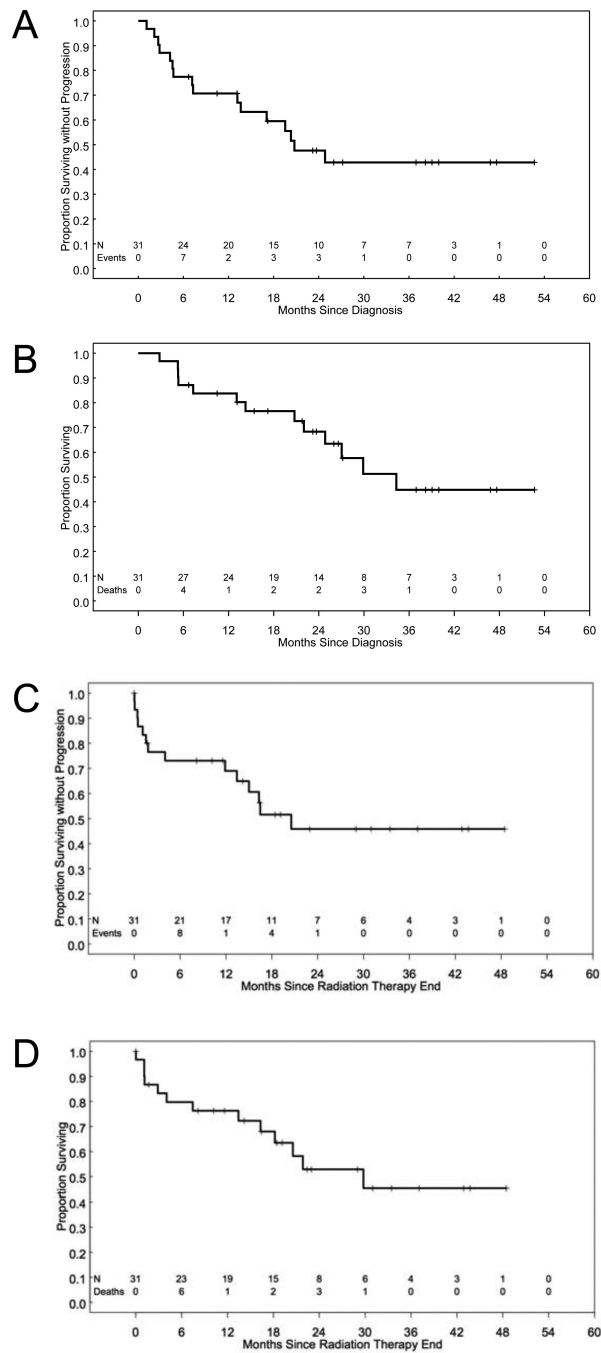 A
Proportion Surviving without Progression
1.0
0.9
0.8
0.7
0.6
0.5
0.4
0.3
0.2
0.1
0.0
N 31 24 20 15 10 7 7 3 1 0
Events 0 7 2 3 3 1 0 0 0 0
0 6 12 18 24 30 36 42 48 54 60
Months Since Diagnosis
B
Proportion Surviving
1.0
0.9
0.8
0.7
0.6
0.5
0.4
0.3
0.2
0.1
0.0
N 31 27 24 19 14 8 7 3 1 0
Deaths 0 4 1 2 2 3 1 0 0 0
0 6 12 18 24 30 36 42 48 54 60
Months Since Diagnosis
C
Proportion Surviving without Progression
1.0
0.9
0.8
0.7
0.6
0.5
0.4
0.3
0.2
0.1
0.0
N 31 21 17 11 7 6 4 3 1 0
Events 0 8 1 4 1 0 0 0 0 0
0 6 12 18 24 30 36 42 48 54 60
Months Since Radiation Therapy End
D
Proportion Surviving
1.0
0.9
0.8
0.7
0.6
0.5
0.4
0.3
0.2
0.1
0.0
N 31 23 19 15 8 6 4 3 1 0
Deaths 0 6 1 2 3 1 0 0 0 0
0 6 12 18 24 30 36 42 48 54 60
Months Since Radiation Therapy End